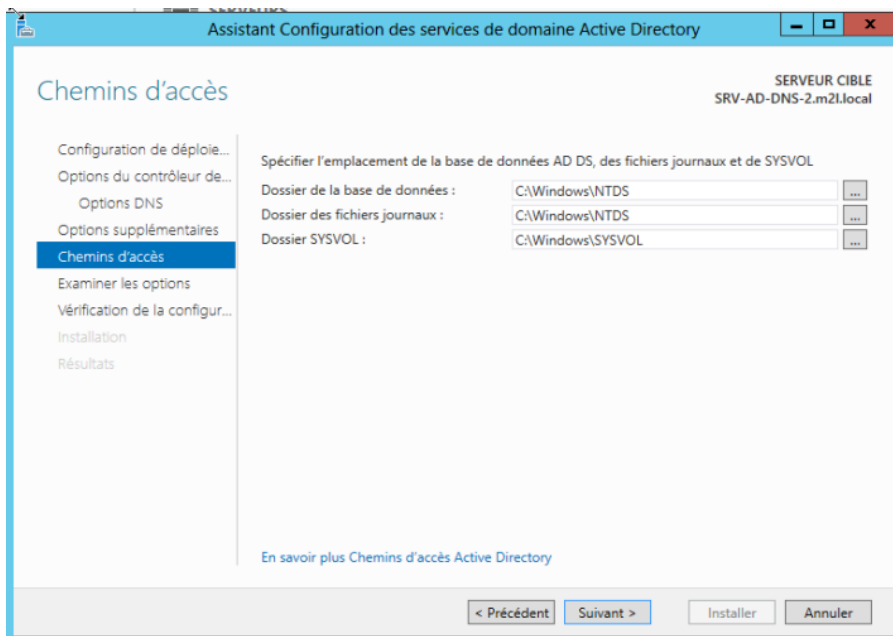 SERVEURS
Assistant Configuration des services de domaine Active Directory
Chemins d'accès
SERVEUR CIBLE
SRV-AD-DNS-2.m2l.local
Configuration de déploie...
Options du contrôleur de...
Options DNS
Options supplémentaires
Chemins d'accès
Examiner les options
Vérification de la configur...
Installation
Résultats
Spécifier l'emplacement de la base de données AD DS, des fichiers journaux et de SYSVOL
Dossier de la base de données : C:\Windows\NTDS ...
Dossier des fichiers journaux : C:\Windows\NTDS ...
Dossier SYSVOL : C:\Windows\SYSVOL ...
En savoir plus Chemins d'accès Active Directory
< Précédent Suivant > Installer Annuler